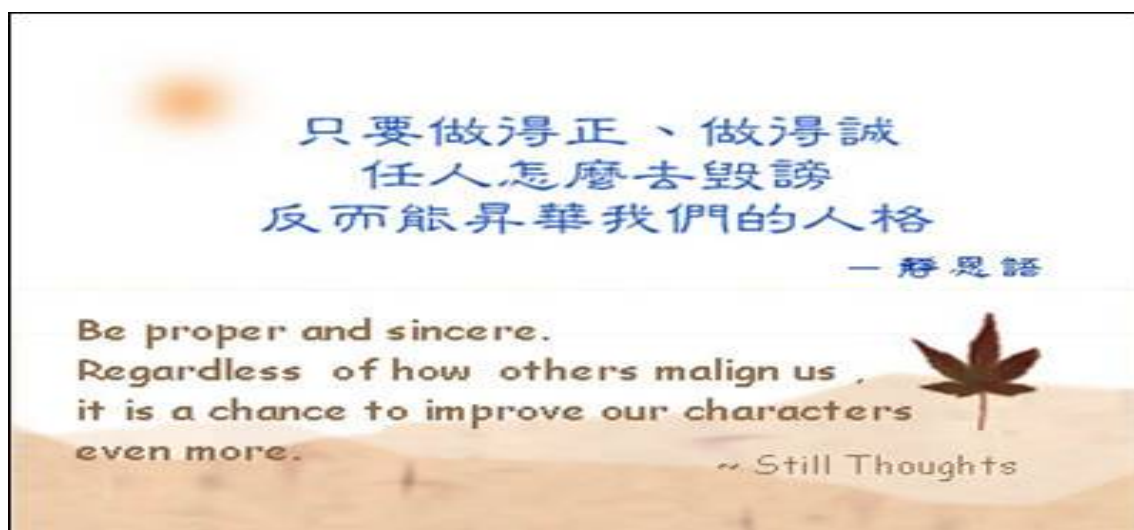 只要做得正、做得誠
任人怎麼去毀謗
反而能昇華我們的人格
— 靜思語
Be proper and sincere.
Regardless of how others malign us ,
it is a chance to improve our characters
even more.
~ Still Thoughts